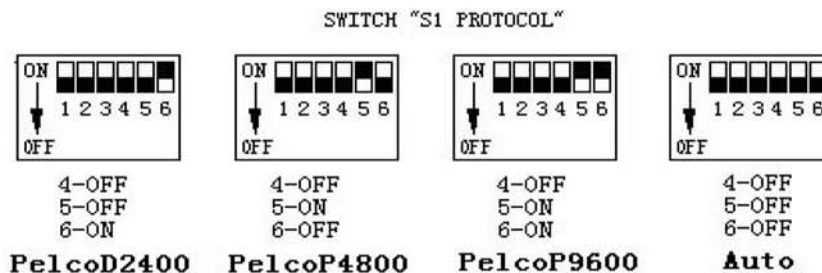 SWITCH "S1 PROTOCOL"
ON
1 2 3 4 5 6
OFF
4-OFF
5-OFF
6-ON
PelcoD2400
ON
1 2 3 4 5 6
OFF
4-OFF
5-ON
6-OFF
PelcoP4800
ON
1 2 3 4 5 6
OFF
4-OFF
5-ON
6-ON
PelcoP9600
ON
1 2 3 4 5 6
OFF
4-OFF
5-OFF
6-OFF
Auto